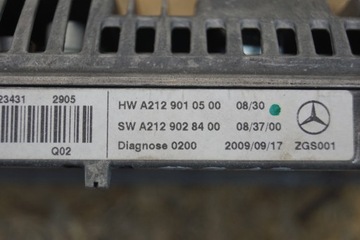 23431 2905
Q02
HW A212 901 05 00 08/30
SW A212 902 84 00 08/37/00
Diagnose 0200 2009/09/17 ZGS001